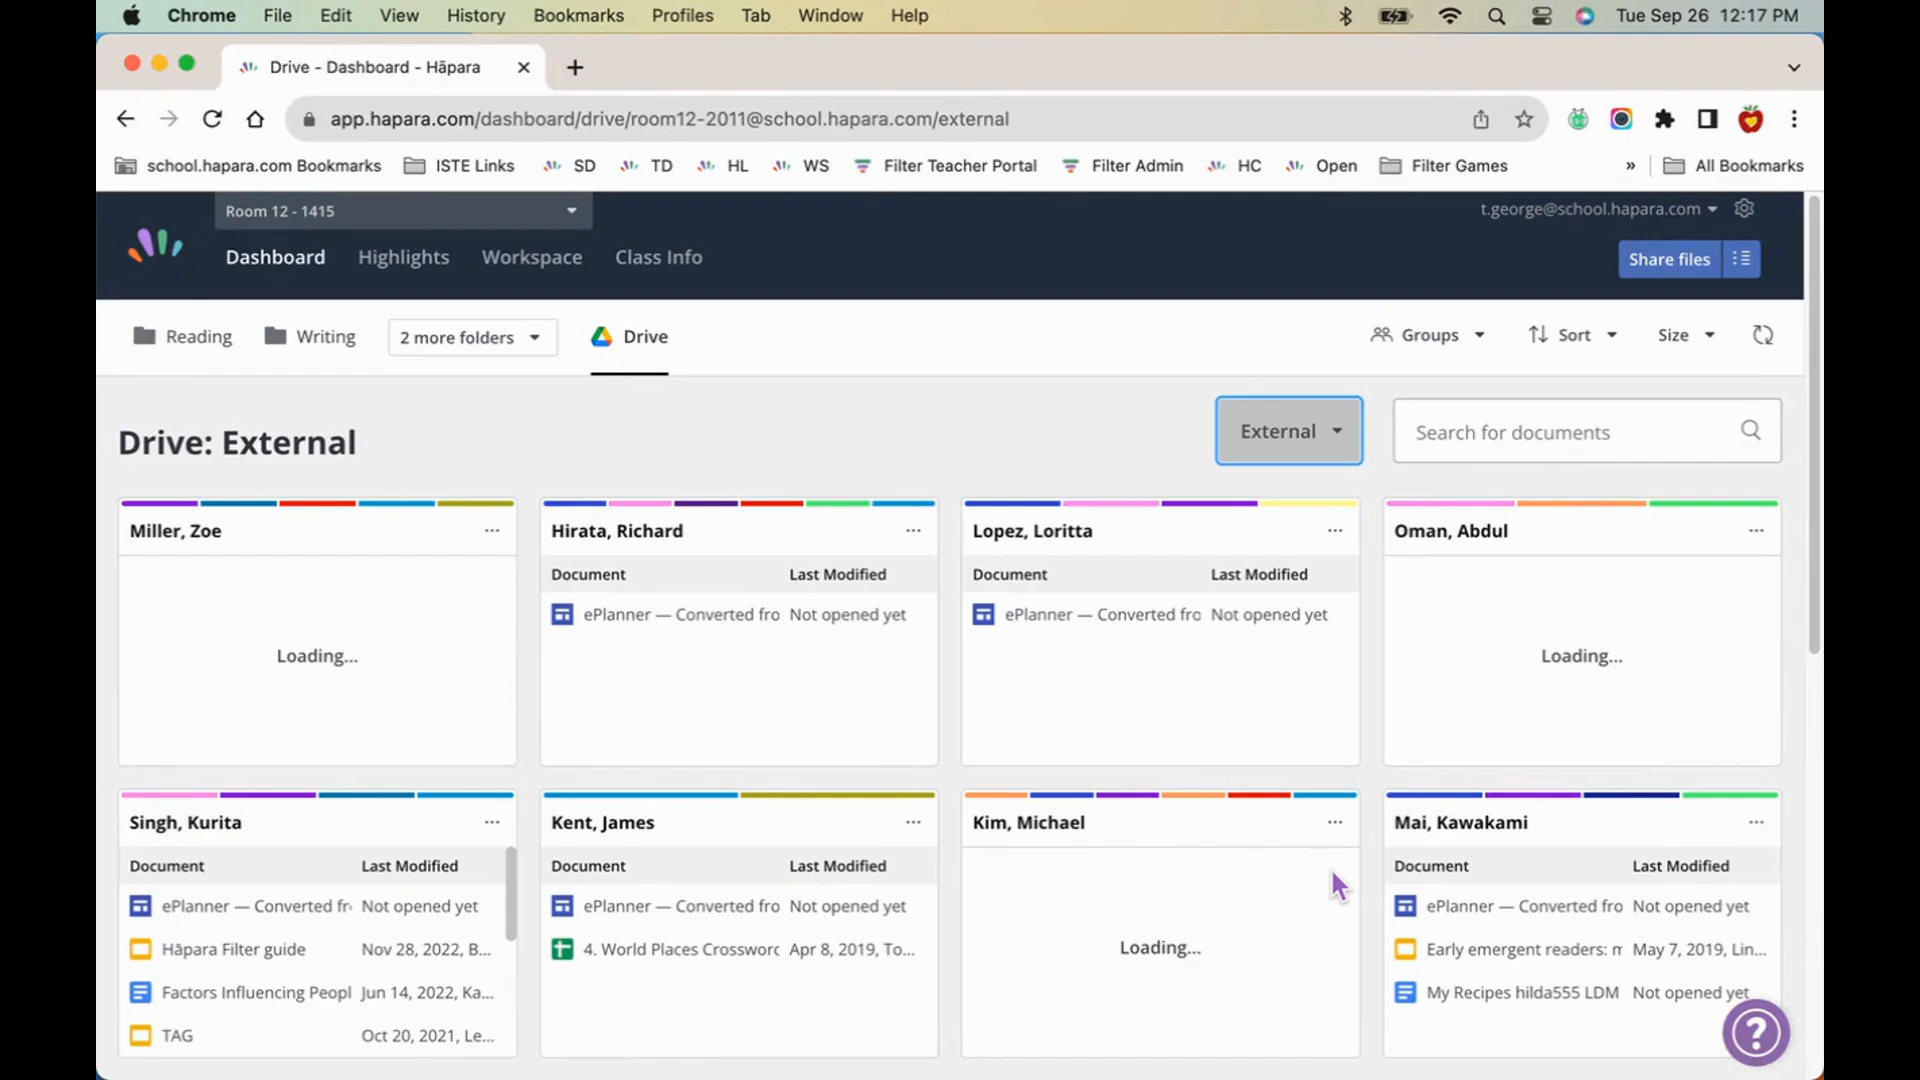 Chrome File Edit View History Bookmarks Profiles Tab Window Help Tue Sep 26 12:17 PM
Drive - Dashboard - Hāpara
app.hapara.com/dashboard/drive/room12-2011@school.hapara.com/external
school.hapara.com Bookmarks ISTE Links SD TD HL WS Filter Teacher Portal Filter Admin HC Open Filter Games » All Bookmarks
Room 12 - 1415 t.george@school.hapara.com
Dashboard Highlights Workspace Class Info Share files
Reading Writing 2 more folders Drive Groups Sort Size
Drive: External External Search for documents
Miller, Zoe ...
Loading...
Hirata, Richard ...
Document Last Modified
ePlanner — Converted fro Not opened yet
Lopez, Loritta ...
Document Last Modified
ePlanner — Converted fro Not opened yet
Oman, Abdul ...
Loading...
Singh, Kurita ...
Document Last Modified
ePlanner — Converted fr Not opened yet
Hāpara Filter guide Nov 28, 2022, B...
Factors Influencing Peopl Jun 14, 2022, Ka...
TAG Oct 20, 2021, Le...
Kent, James ...
Document Last Modified
ePlanner — Converted fro Not opened yet
4. World Places Crossword Apr 8, 2019, To...
Kim, Michael ...
Loading...
Mai, Kawakami ...
Document Last Modified
ePlanner — Converted fro Not opened yet
Early emergent readers: m May 7, 2019, Lin...
My Recipes hilda555 LDM Not opened yet
?